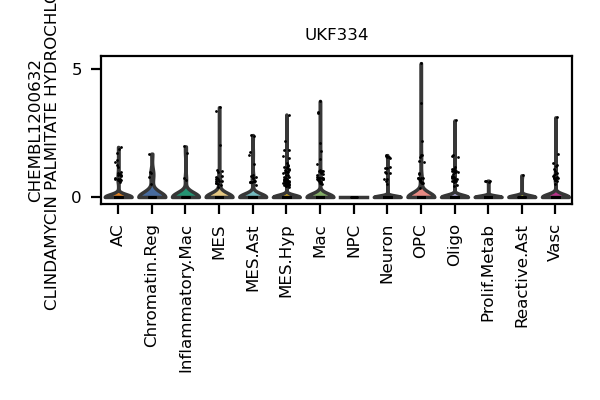 UKF334
CHEMBL1200632
CLINDAMYCIN PALMITATE
5
0
AC
Chromatin.Reg
Inflammatory.Mac
MES
MES.Ast
MES.Hyp
Mac
NPC
Neuron
OPC
Oligo
Prolif.Metab
Reactive.Ast
Vasc